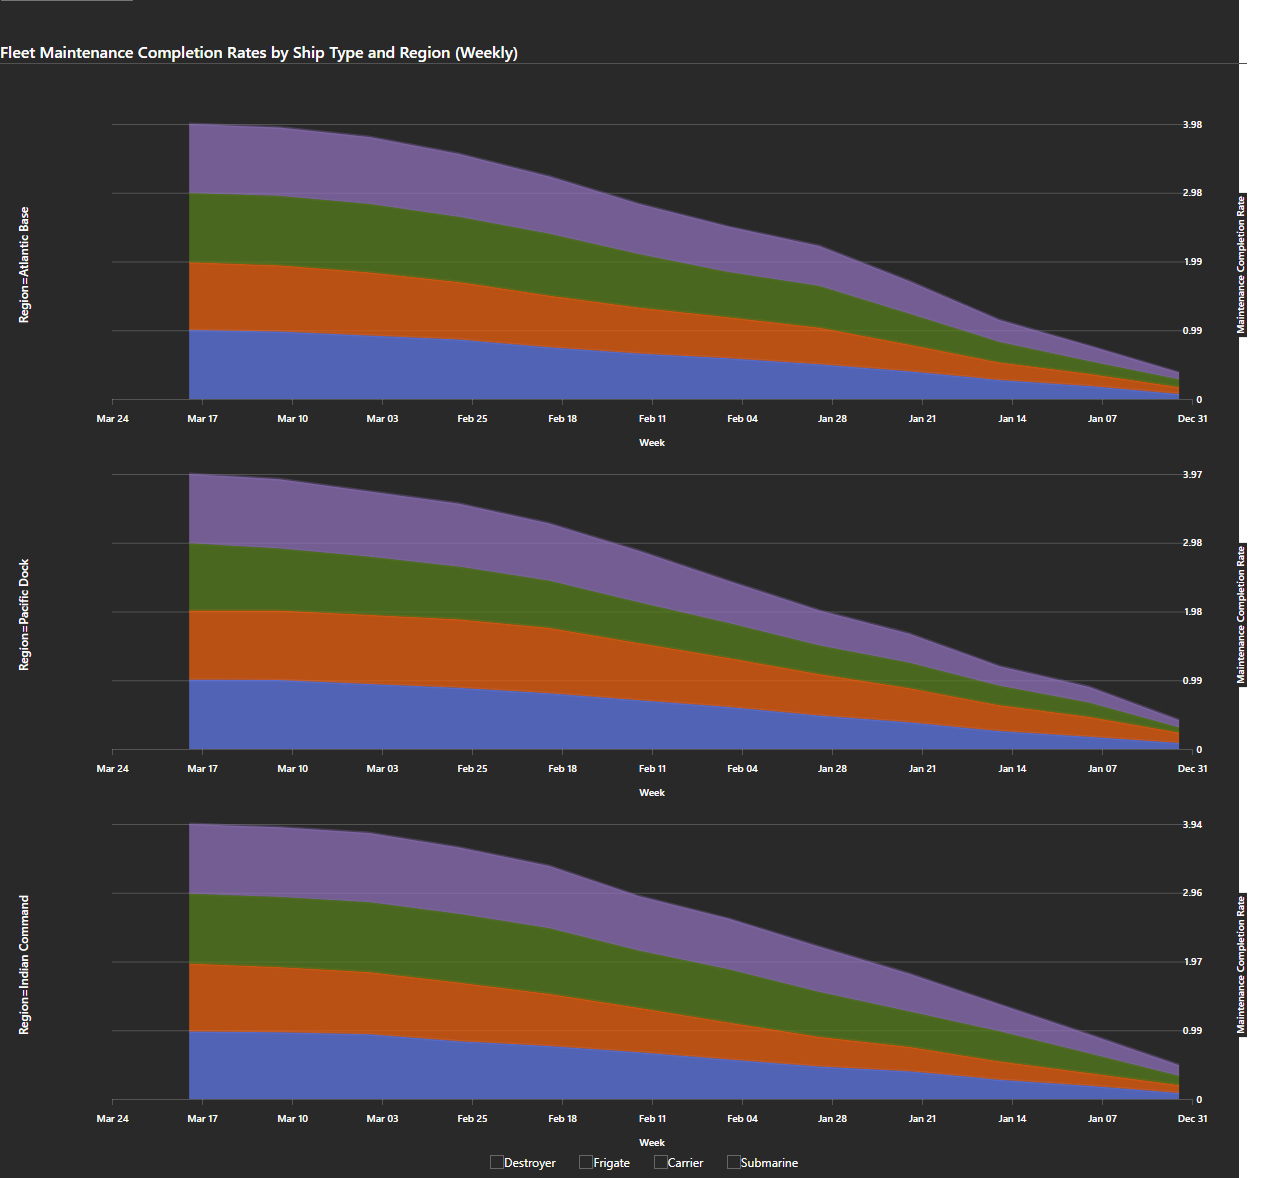 Fleet Maintenance Completion Rates by Ship Type and Region (Weekly)
Region=Atlantic Base
3.98
2.98
1.99
0.99
0
Maintenance Completion Rate
Mar 24 Mar 17 Mar 10 Mar 03 Feb 25 Feb 18 Feb 11 Feb 04 Jan 28 Jan 21 Jan 14 Jan 07 Dec 31
Week
Region=Pacific Dock
3.97
2.98
1.98
0.99
0
Maintenance Completion Rate
Mar 24 Mar 17 Mar 10 Mar 03 Feb 25 Feb 18 Feb 11 Feb 04 Jan 28 Jan 21 Jan 14 Jan 07 Dec 31
Week
Region=Indian Command
3.94
2.96
1.97
0.99
0
Maintenance Completion Rate
Mar 24 Mar 17 Mar 10 Mar 03 Feb 25 Feb 18 Feb 11 Feb 04 Jan 28 Jan 21 Jan 14 Jan 07 Dec 31
Week
Destroyer Frigate Carrier Submarine